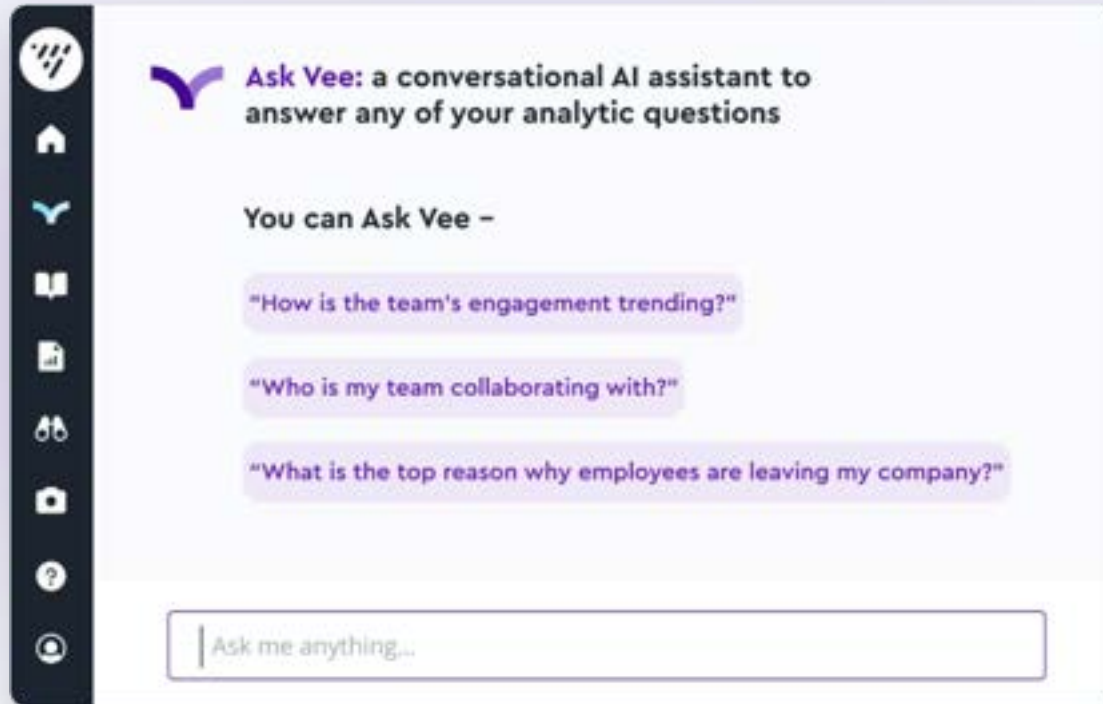 Ask Vee: a conversational AI assistant to
answer any of your analytic questions
You can Ask Vee –
“How is the team's engagement trending?”
“Who is my team collaborating with?”
“What is the top reason why employees are leaving my company?”
Ask me anything...